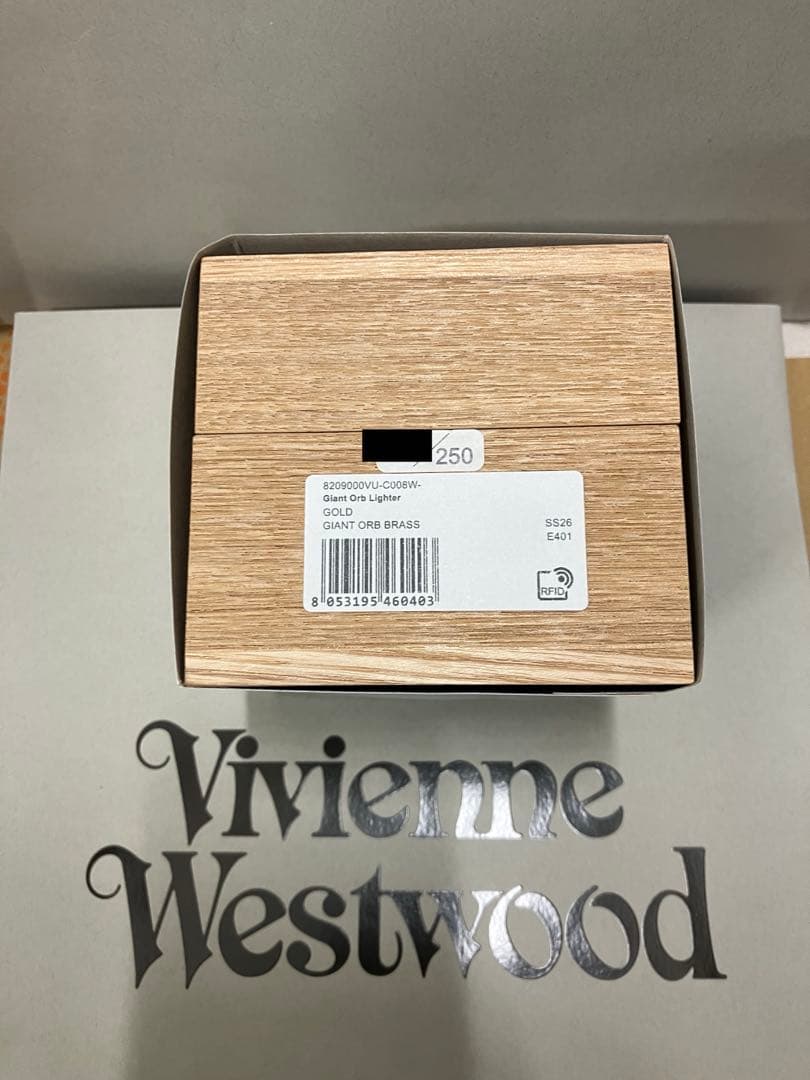 /250
8209000VU-C008W-
Giant Orb Lighter
GOLD
GIANT ORB BRASS
SS26
E401
8 053195 460403
RFID
Vivienne
Westwood